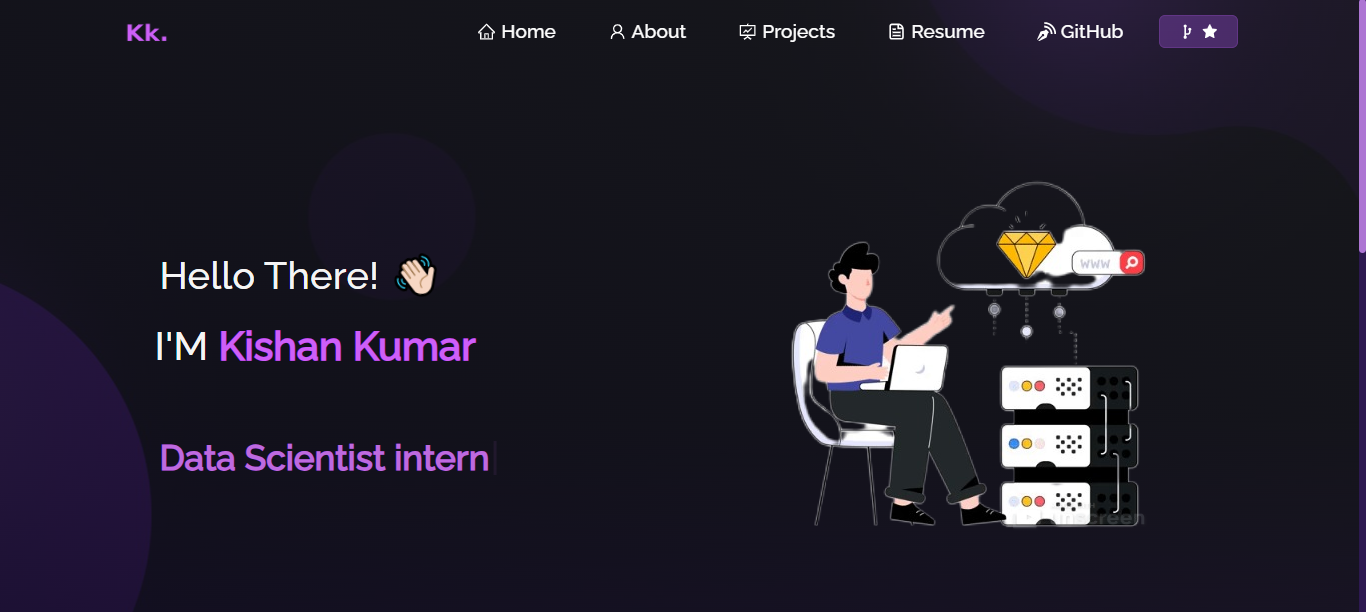 Kk.
Home
About
Projects
Resume
GitHub
Hello There!
I'M Kishan Kumar
Data Scientist intern
www